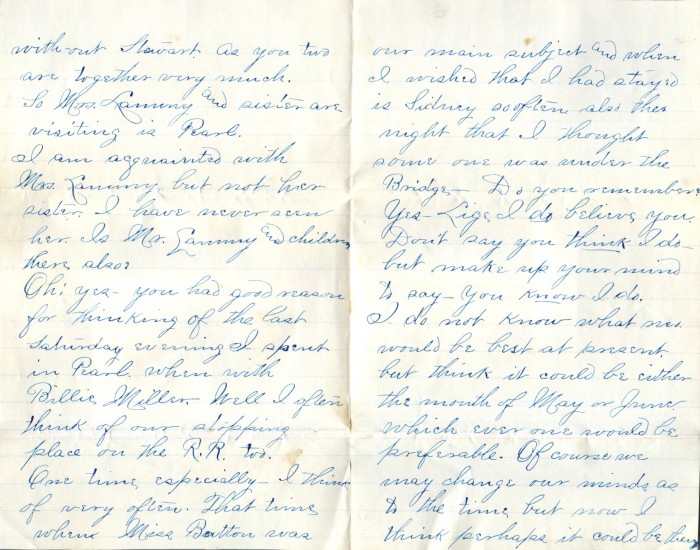 with-out Stewart. As you two
are together very much.
So Mrs. Lammy and sister are
visiting is Pearl.
I am acquainted with
Mrs. Lammy, but not her
sister. I have never seen
her. Is Mr. Lammy and children
there also?
Oh! yes- you had good reason
for thinking of the last
Saturday evening I spent
in Pearl. when with
Billie Miller. Well I often
think of our stopping
place on the R.R. too.
One time especially- I think
of very often. That time
when Miss Batton was
our main subject and when
I wished that I had stayed
is Sidney so often also the
night that I thought
some one was under the
Bridge- Do you remember?
Yes- Lige, I do believe you.
Don't say you think I do-
but make up your mind
to say- You know I do.
I do not know what mo.
would be best at present.
but think it could be either
the month of May or June
which ever one would be
preferable. Of course we
may change our minds as
to the time but now I
think perhaps it could be then